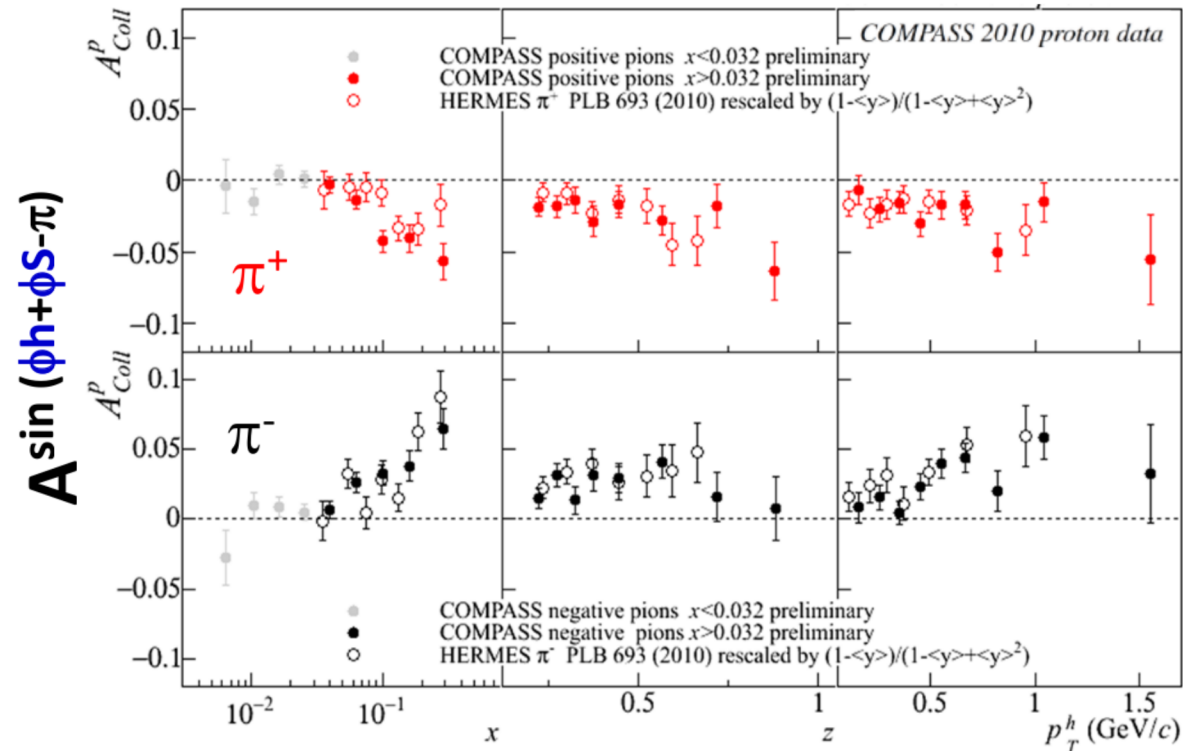 COMPASS 2010 proton data
A^p_Coll
0.1
COMPASS positive pions x<0.032 preliminary
COMPASS positive pions x>0.032 preliminary
HERMES π⁺ PLB 693 (2010) rescaled by (1-<y>)/(1-<y>+<y>²)
0.05
0
−0.05
−0.1
π⁺
A^sin (ϕh+ϕS-π)
A^p_Coll
0.1
π⁻
0.05
0
−0.05
−0.1
COMPASS negative pions x<0.032 preliminary
COMPASS negative pions x>0.032 preliminary
HERMES π⁻ PLB 693 (2010) rescaled by (1-<y>)/(1-<y>+<y>²)
10⁻² 10⁻¹ 0.5 1 0.5 1 1.5
x z p_T^h (GeV/c)